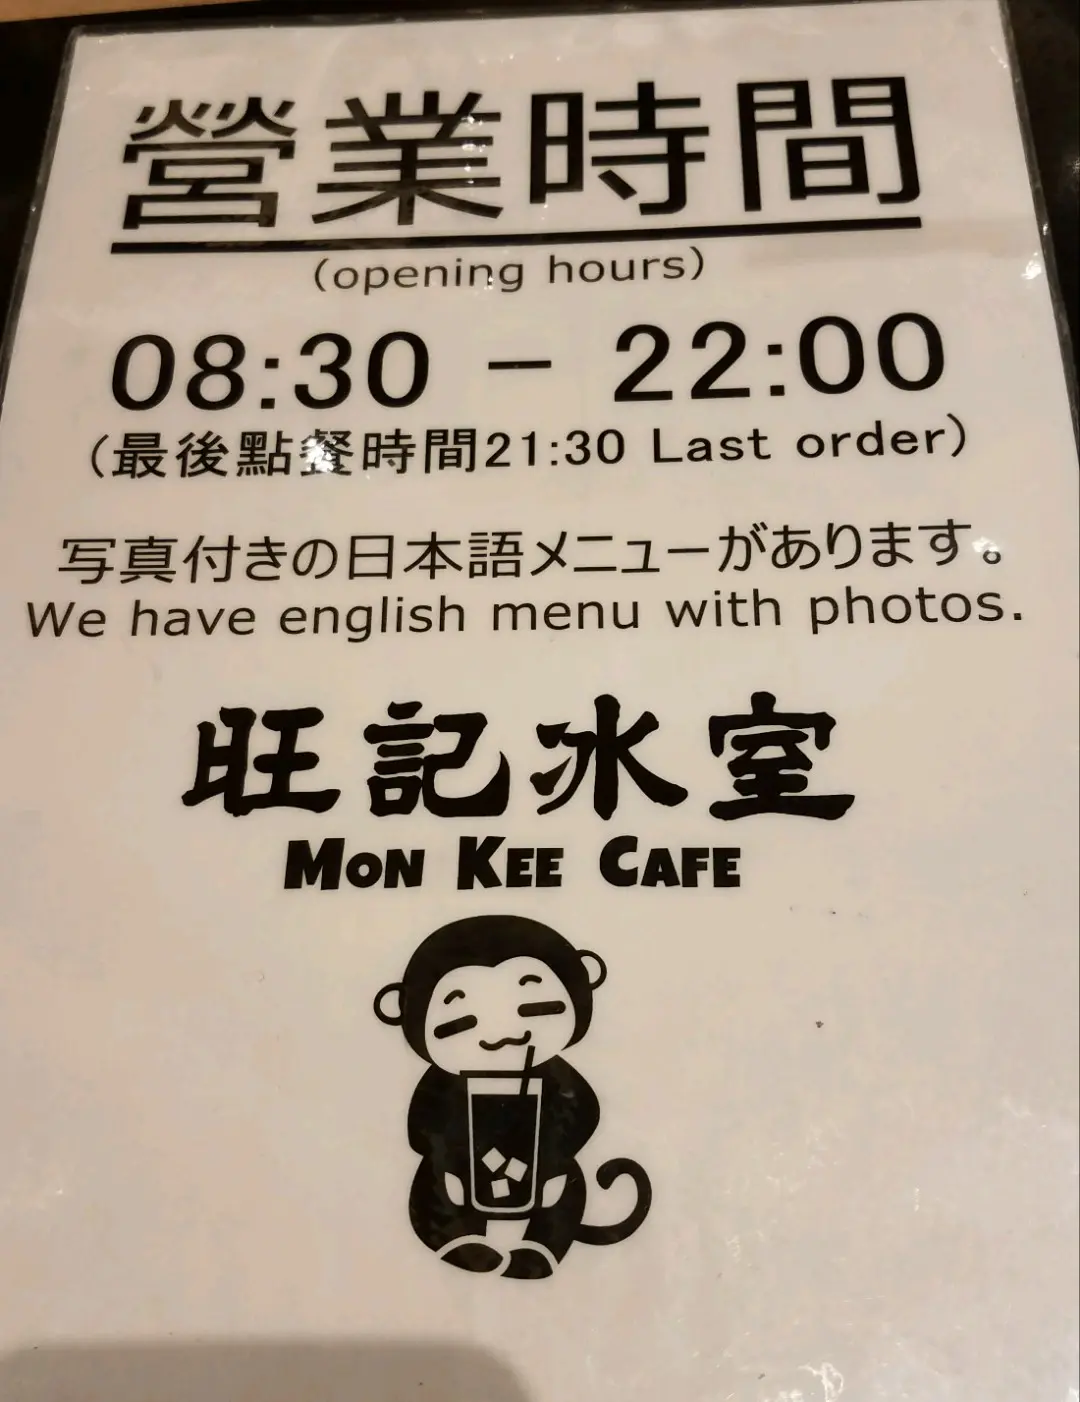 營業時間
(opening hours)
08:30 – 22:00
(最後點餐時間21:30 Last order)
写真付きの日本語メニューがあります。
We have english menu with photos.
旺記冰室
MON KEE CAFE